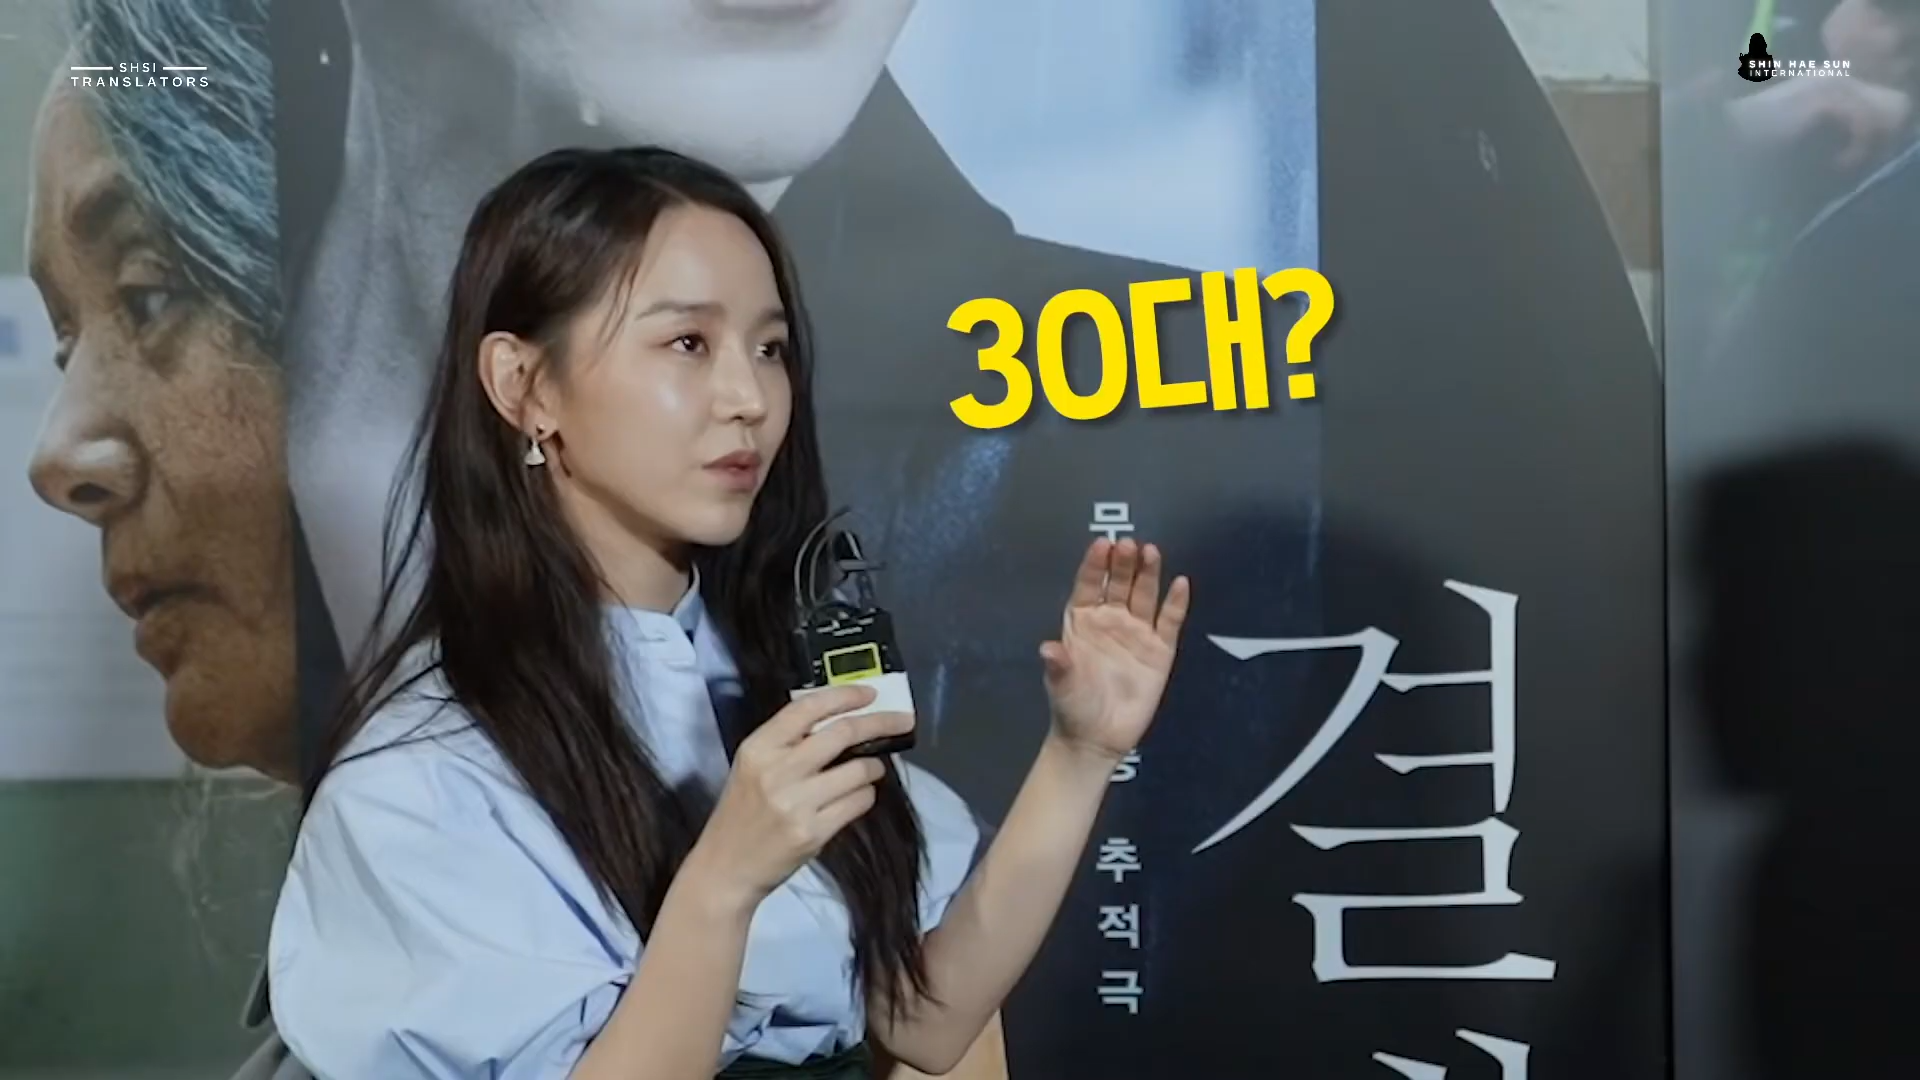 SHSI
TRANSLATORS
SHIN HAE SUN
INTERNATIONAL
30대?
무
추
적
극
결